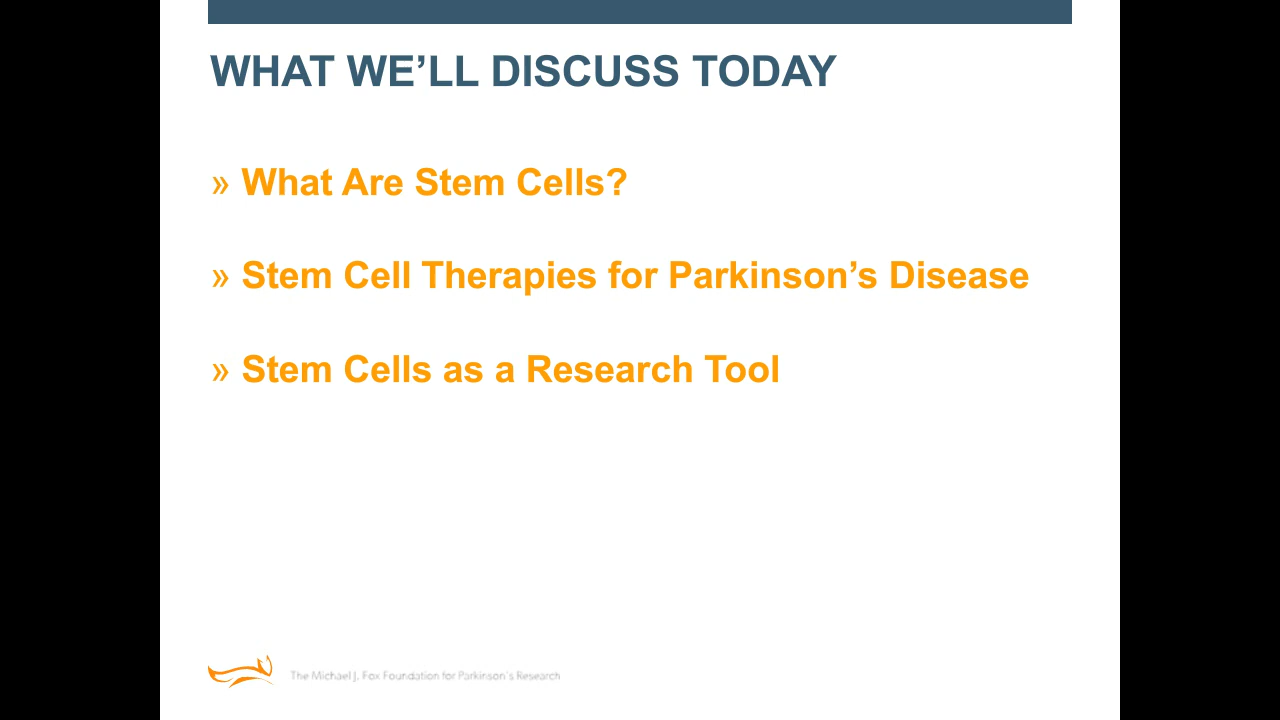 WHAT WE’LL DISCUSS TODAY
» What Are Stem Cells?
» Stem Cell Therapies for Parkinson’s Disease
» Stem Cells as a Research Tool
The Michael J. Fox Foundation for Parkinson's Research